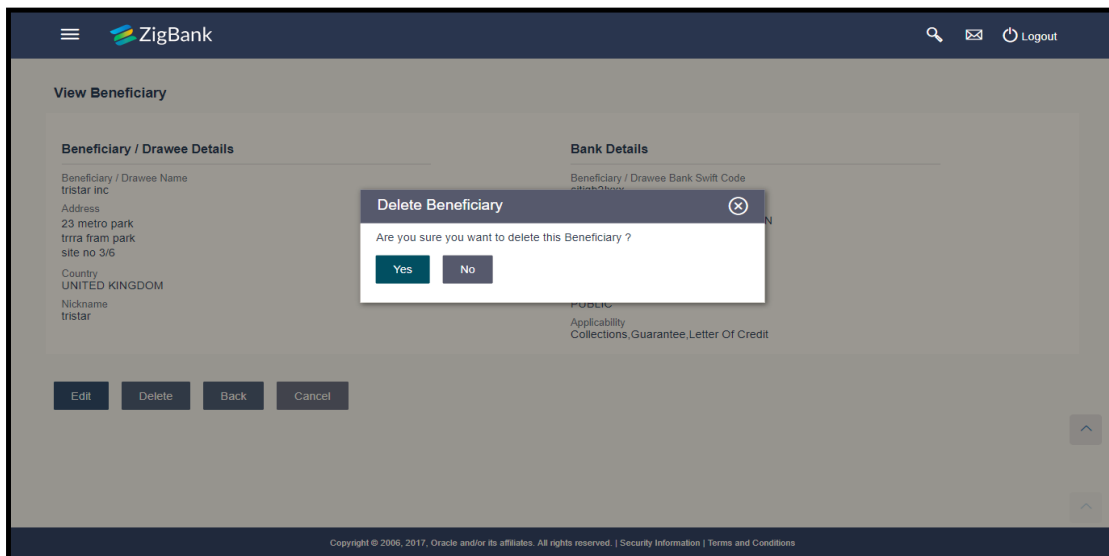 ZigBank
Logout
View Beneficiary
Beneficiary / Drawee Details
Beneficiary / Drawee Name
tristar inc
Address
23 metro park
trrra fram park
site no 3/6
Country
UNITED KINGDOM
Nickname
tristar
Bank Details
Beneficiary / Drawee Bank Swift Code
N
PUBLIC
Applicability
Collections,Guarantee,Letter Of Credit
Delete Beneficiary
Are you sure you want to delete this Beneficiary ?
Yes No
Edit Delete Back Cancel
Copyright © 2006, 2017, Oracle and/or its affiliates. All rights reserved. | Security Information | Terms and Conditions